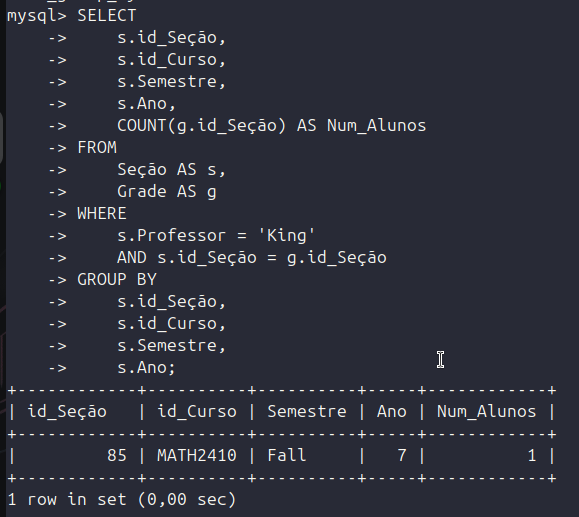 mysql> SELECT
    ->     s.id_Seção,
    ->     s.id_Curso,
    ->     s.Semestre,
    ->     s.Ano,
    ->     COUNT(g.id_Seção) AS Num_Alunos
    -> FROM
    ->     Seção AS s,
    ->     Grade AS g
    -> WHERE
    ->     s.Professor = 'King'
    ->     AND s.id_Seção = g.id_Seção
    -> GROUP BY
    ->     s.id_Seção,
    ->     s.id_Curso,
    ->     s.Semestre,
    ->     s.Ano;
+------------+----------+----------+-----+------------+
| id_Seção   | id_Curso | Semestre | Ano | Num_Alunos |
+------------+----------+----------+-----+------------+
|         85 | MATH2410 | Fall     |   7 |          1 |
+------------+----------+----------+-----+------------+
1 row in set (0,00 sec)